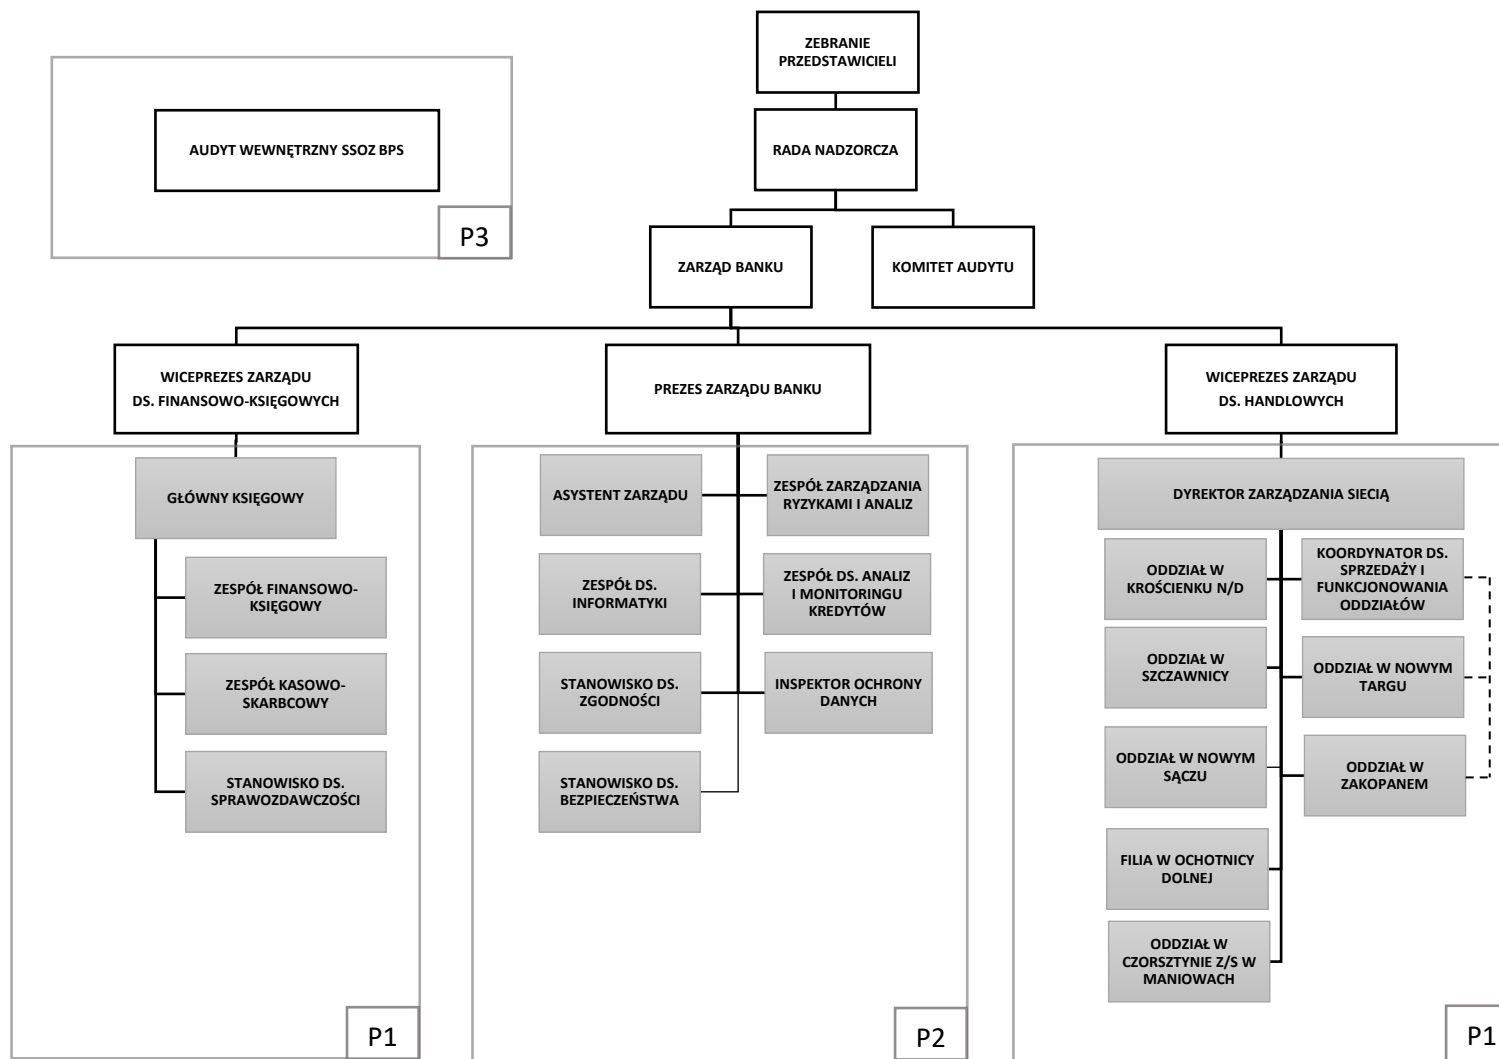 ZEBRANIE
PRZEDSTAWICIELI
AUDYT WEWNĘTRZNY SSOZ BPS
P3
RADA NADZORCZA
ZARZĄD BANKU
KOMITET AUDYTU
WICEPREZES ZARZĄDU
DS. FINANSOWO-KSIĘGOWYCH
PREZES ZARZĄDU BANKU
WICEPREZES ZARZĄDU
DS. HANDLOWYCH
GŁÓWNY KSIĘGOWY
ZESPÓŁ FINANSOWO-
KSIĘGOWY
ZESPÓŁ KASOWO-
SKARBCOWY
STANOWISKO DS.
SPRAWOZDAWCZOŚCI
P1
ASYSTENT ZARZĄDU
ZESPÓŁ ZARZĄDZANIA
RYZYKAMI I ANALIZ
ZESPÓŁ DS.
INFORMATYKI
ZESPÓŁ DS. ANALIZ
I MONITORINGU
KREDYTÓW
STANOWISKO DS.
ZGODNOŚCI
INSPEKTOR OCHRONY
DANYCH
STANOWISKO DS.
BEZPIECZEŃSTWA
P2
DYREKTOR ZARZĄDZANIA SIECIĄ
ODDZIAŁ W
KROŚCIENKU N/D
KOORDYNATOR DS.
SPRZEDAŻY I
FUNKCJONOWANIA
ODDZIAŁÓW
ODDZIAŁ W
SZCZAWNICY
ODDZIAŁ W NOWYM
TARGU
ODDZIAŁ W NOWYM
SĄCZU
ODDZIAŁ W
ZAKOPANEM
FILIA W OCHOTNICY
DOLNEJ
ODDZIAŁ W
CZORSZTYNIE Z/S W
MANIOWACH
P1